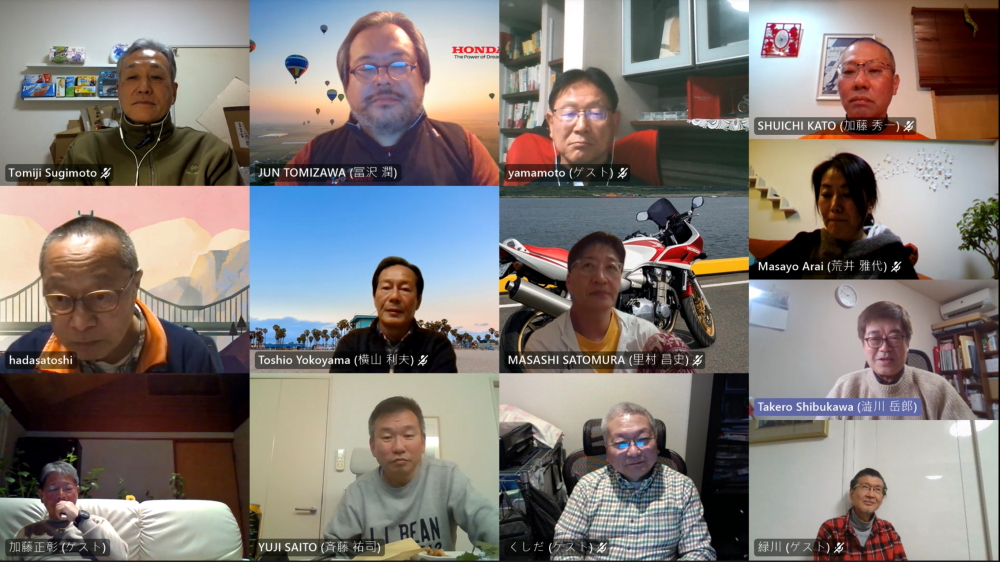 HONDA
The Power of Dreams
Tomiji Sugimoto
JUN TOMIZAWA (冨沢 潤)
yamamoto (ゲスト)
SHUICHI KATO (加藤 秀一)
Masayo Arai (荒井 雅代)
hadasatoshi
Toshio Yokoyama (横山 利夫)
MASASHI SATOMURA (里村 昌史)
Takero Shibukawa (澁川 岳郎)
L.L.BEAN
加藤正彰 (ゲスト)
YUJI SAITO (斉藤 祐司)
くしだ (ゲスト)
緑川 (ゲスト)